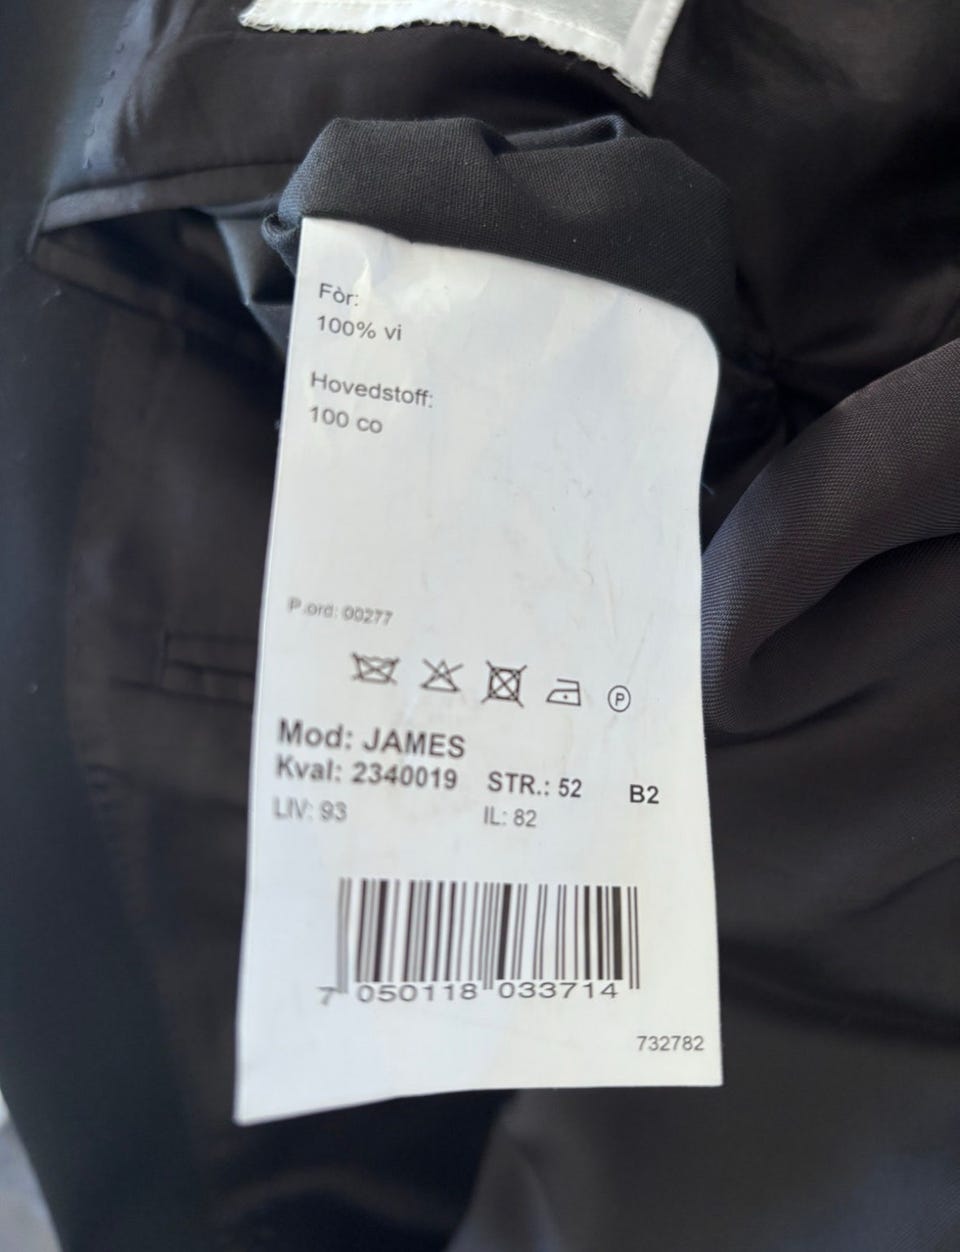 Fòr:
100% vi
Hovedstoff:
100 co
P.ord: 00277
P
Mod: JAMES
Kval: 2340019 STR.: 52 B2
LIV: 93 IL: 82
7 050118 033714
732782